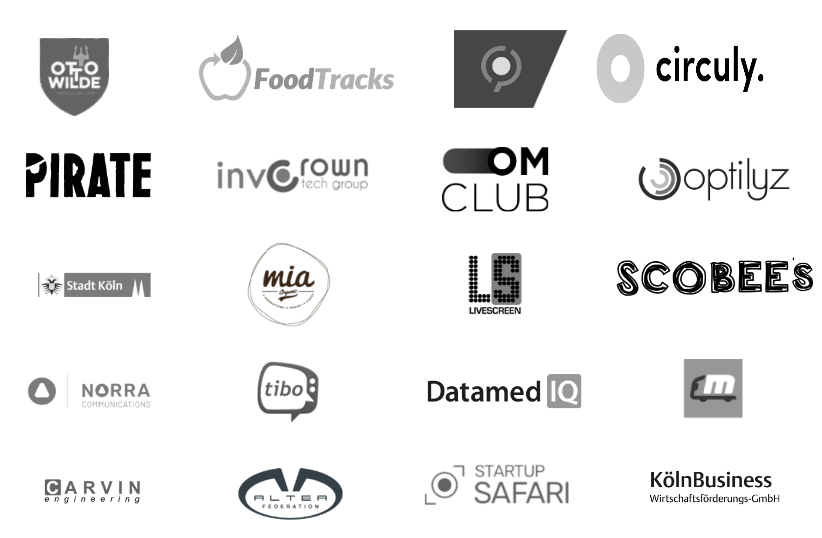 OTTO
WILDE
FoodTracks
circuly.
PIRATE
invcrown
tech group
OM
CLUB
optilyz
Stadt Köln
mia
LS
LIVESCREEN
SCOBEE'S
NORRA
COMMUNICATIONS
tibo
Datamed IQ
m
CARVIN
engineering
ALTEA
FEDERATION
STARTUP
SAFARI
KölnBusiness
Wirtschaftsförderungs-GmbH